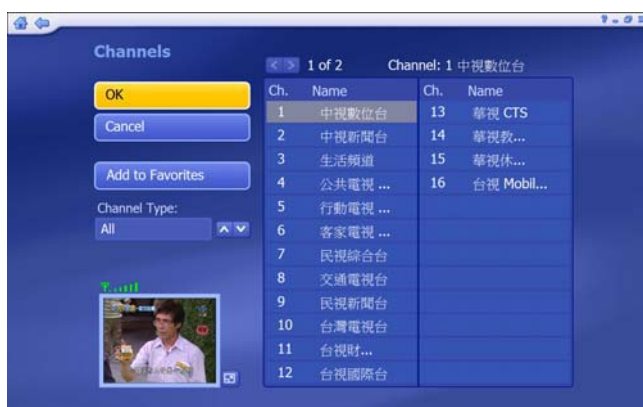 Channels
1 of 2
Channel: 1 中視數位台
OK
Cancel
Add to Favorites
Channel Type:
All
Ch. Name
1 中視數位台
2 中視新聞台
3 生活頻道
4 公共電視 ...
5 行動電視 ...
6 客家電視 ...
7 民視綜合台
8 交通電視台
9 民視新聞台
10 台灣電視台
11 台視財...
12 台視國際台
Ch. Name
13 華視 CTS
14 華視教...
15 華視休...
16 台視 Mobil...